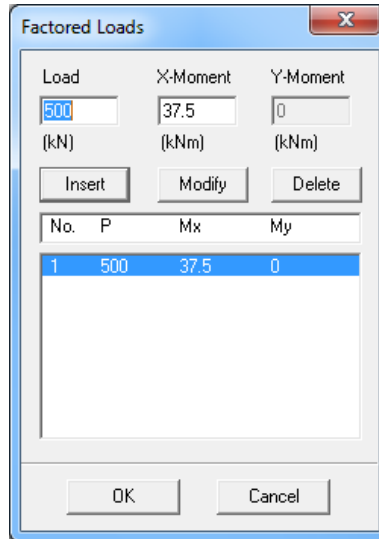 Factored Loads
Load X-Moment Y-Moment
500 37.5 0
(kN) (kNm) (kNm)
Insert Modify Delete
No. P Mx My
1 500 37.5 0
OK Cancel